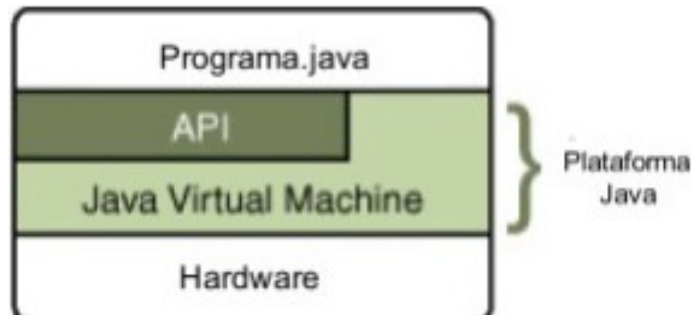 Programa.java
API
Java Virtual Machine
Hardware
Plataforma
Java